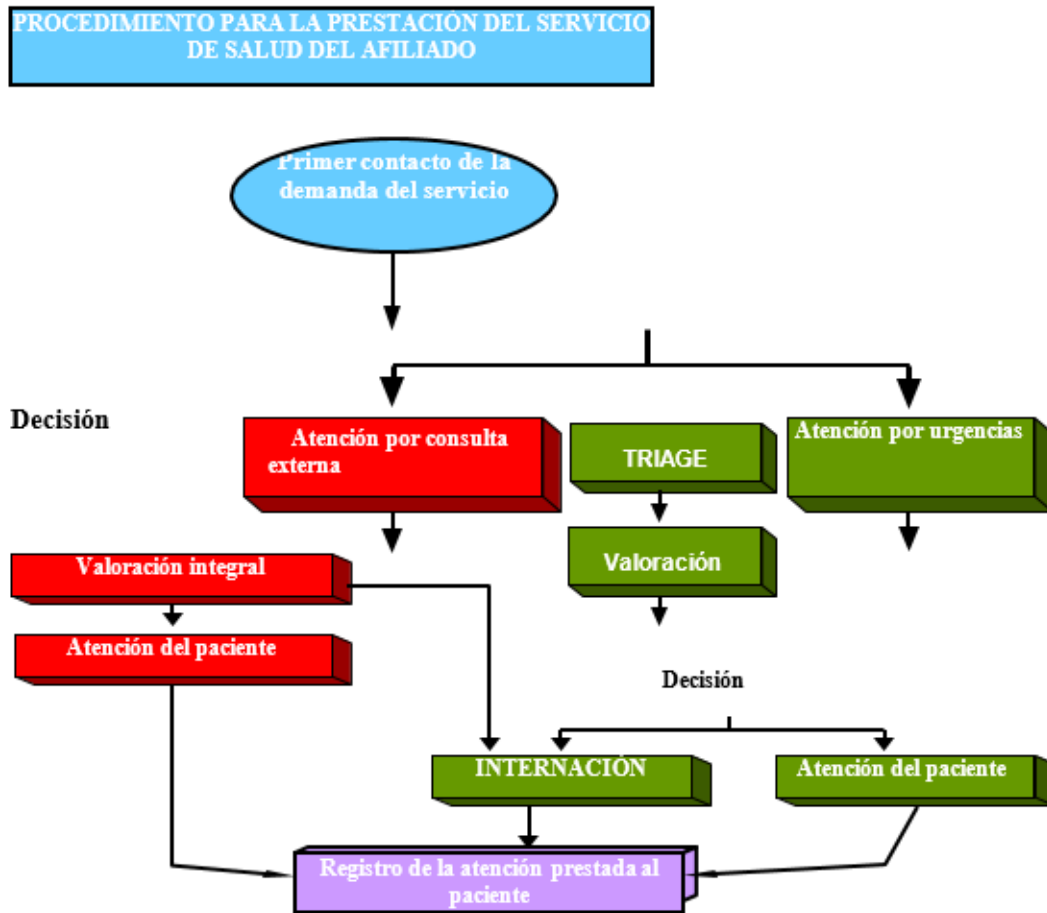 PROCEDIMIENTO PARA LA PRESTACIÓN DEL SERVICIO
DE SALUD DEL AFILIADO
Primer contacto de la
demanda del servicio
Decisión
Atención por consulta
externa
TRIAGE
Atención por urgencias
Valoración integral
Valoración
Atención del paciente
Decisión
INTERNACIÓN
Atención del paciente
Registro de la atención prestada al
paciente